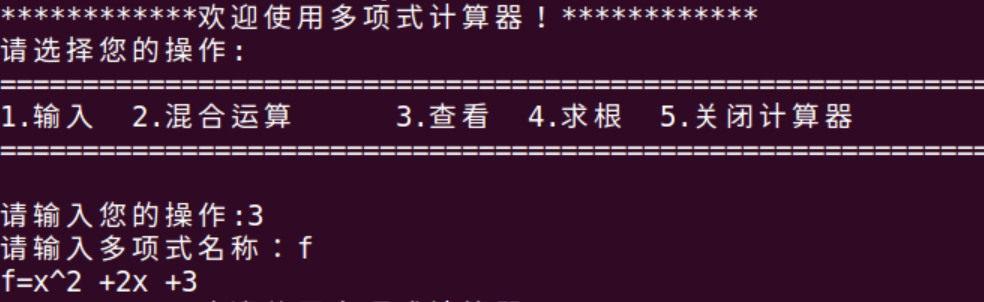 ************欢迎使用多项式计算器！************
请选择您的操作:
============================================================
1.输入  2.混合运算      3.查看  4.求根  5.关闭计算器
============================================================
请输入您的操作:3
请输入多项式名称：f
f=x^2 +2x +3